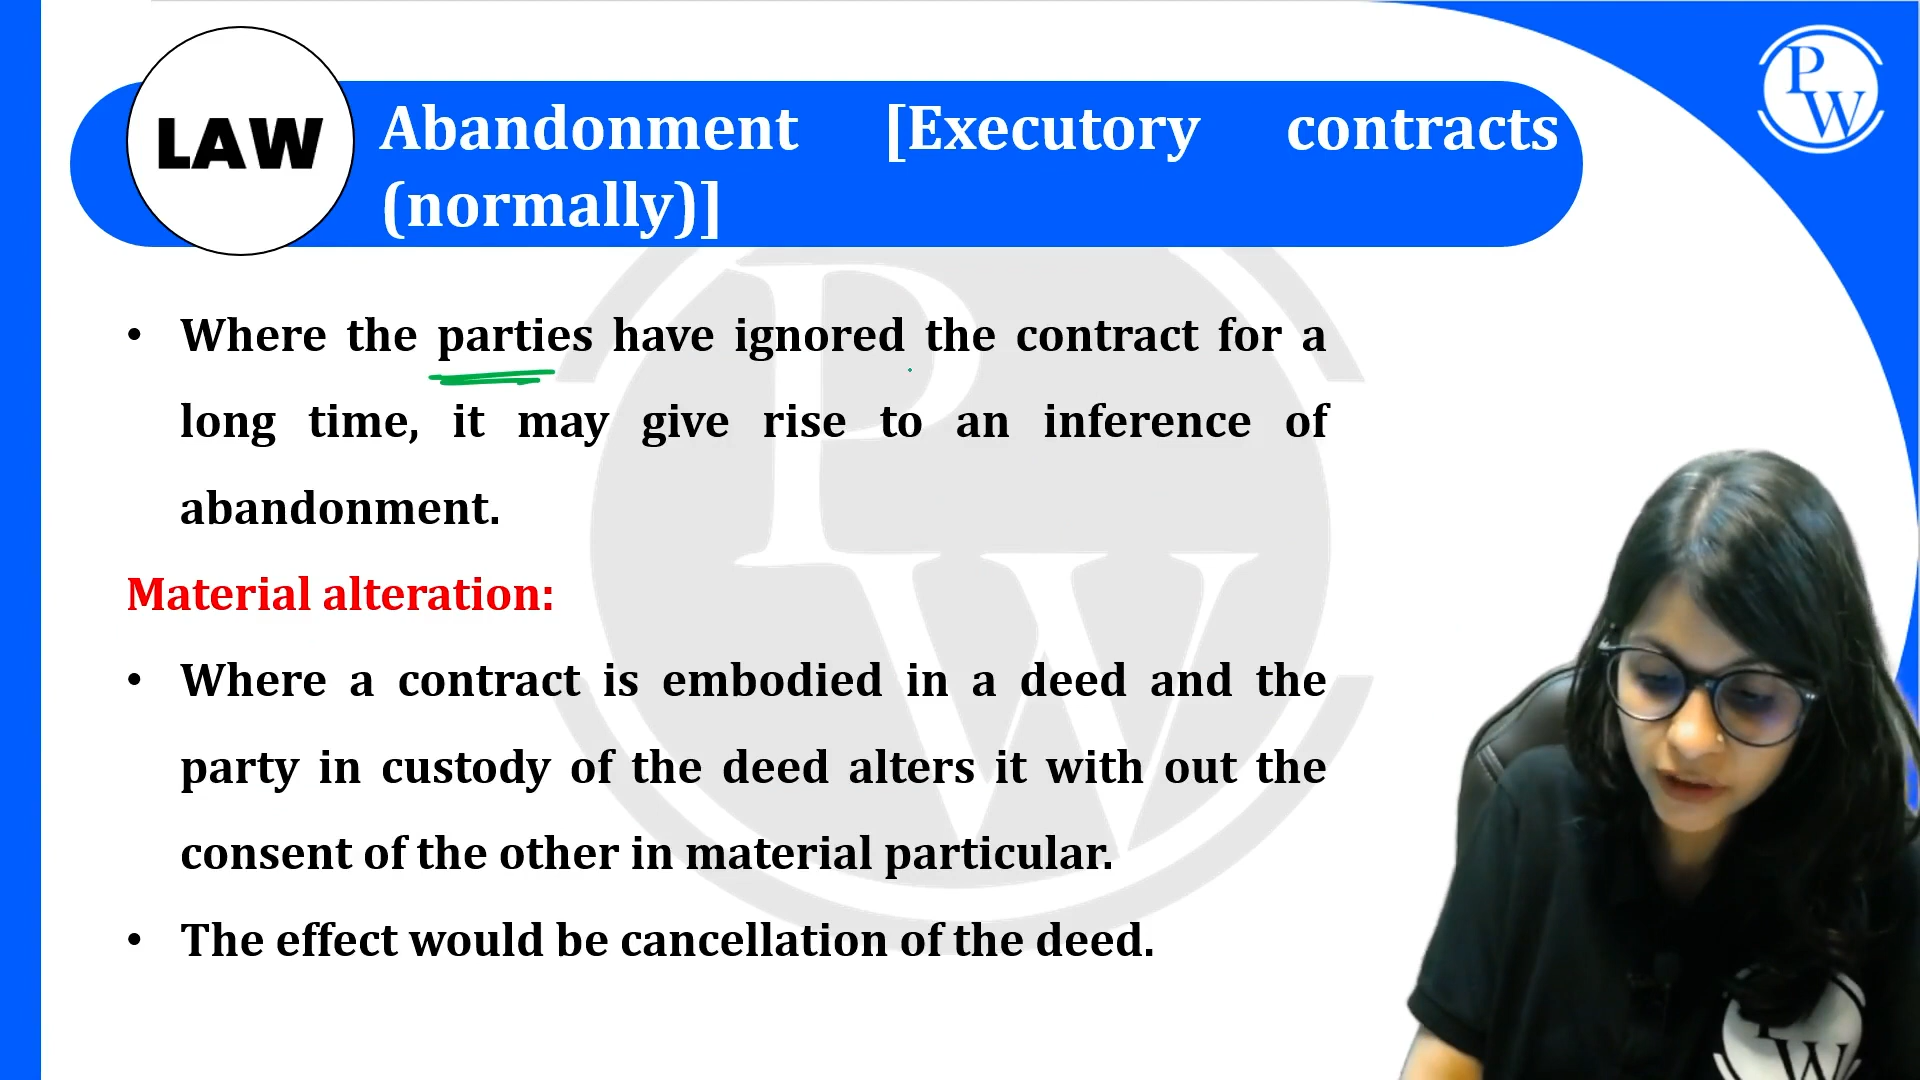 LAW
Abandonment [Executory contracts
(normally)]
PW
• Where the parties have ignored the contract for a
long time, it may give rise to an inference of
abandonment.
Material alteration:
• Where a contract is embodied in a deed and the
party in custody of the deed alters it with out the
consent of the other in material particular.
• The effect would be cancellation of the deed.
PW
W